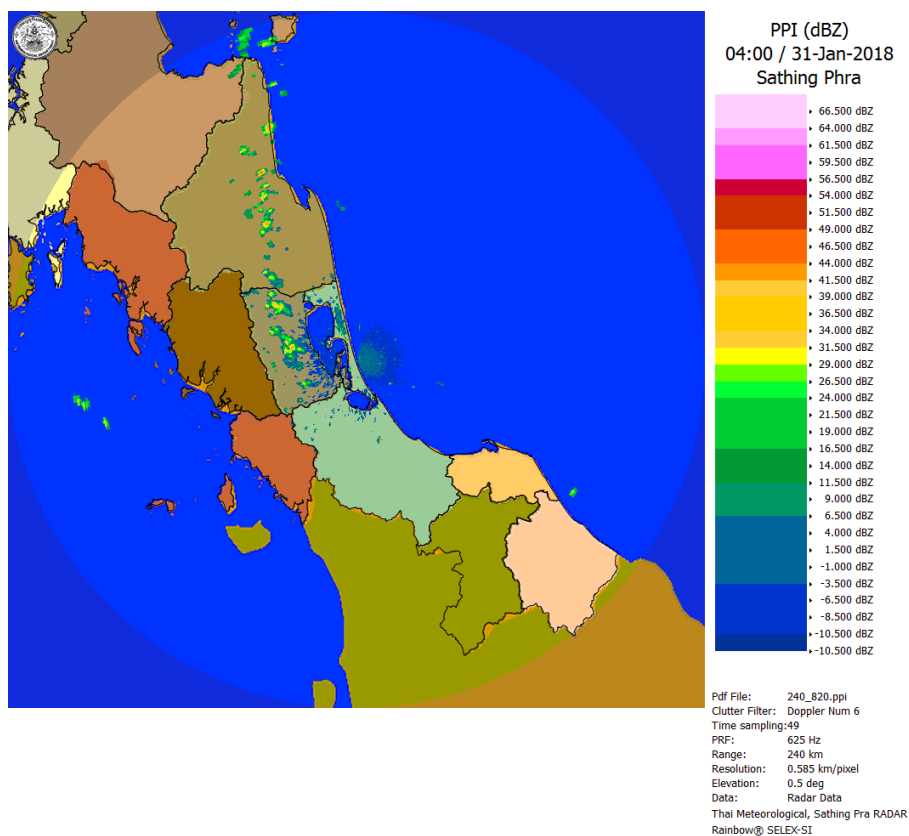 PPI (dBZ)
04:00 / 31-Jan-2018
Sathing Phra
66.500 dBZ
64.000 dBZ
61.500 dBZ
59.500 dBZ
56.500 dBZ
54.000 dBZ
51.500 dBZ
49.000 dBZ
46.500 dBZ
44.000 dBZ
41.500 dBZ
39.000 dBZ
36.500 dBZ
34.000 dBZ
31.500 dBZ
29.000 dBZ
26.500 dBZ
24.000 dBZ
21.500 dBZ
19.000 dBZ
16.500 dBZ
14.000 dBZ
11.500 dBZ
9.000 dBZ
6.500 dBZ
4.000 dBZ
1.500 dBZ
-1.000 dBZ
-3.500 dBZ
-6.500 dBZ
-8.500 dBZ
-10.500 dBZ
-10.500 dBZ
Pdf File: 240_820.ppi
Clutter Filter: Doppler Num 6
Time sampling:49
PRF: 625 Hz
Range: 240 km
Resolution: 0.585 km/pixel
Elevation: 0.5 deg
Data: Radar Data
Thai Meteorological, Sathing Pra RADAR
Rainbow® SELEX-SI